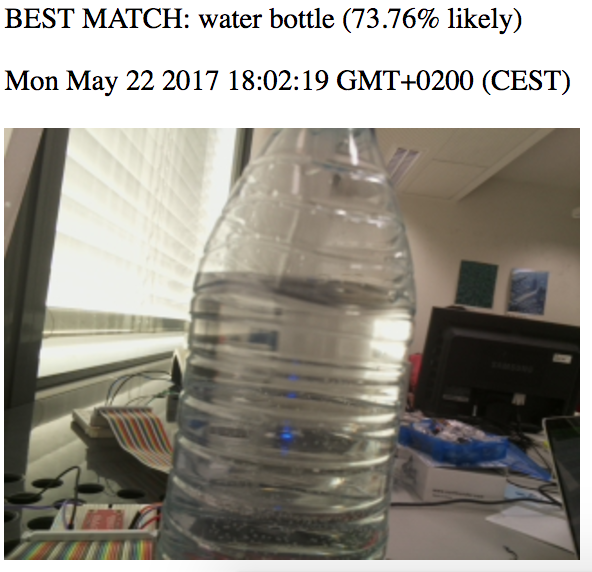 BEST MATCH: water bottle (73.76% likely)
Mon May 22 2017 18:02:19 GMT+0200 (CEST)
SAMSUNG